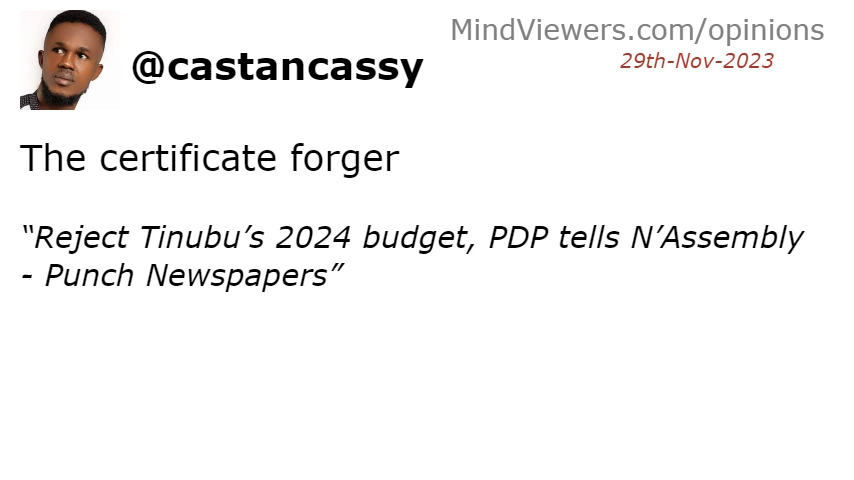 MindViewers.com/opinions
29th-Nov-2023
@castancassy
The certificate forger
“Reject Tinubu’s 2024 budget, PDP tells N’Assembly
- Punch Newspapers”